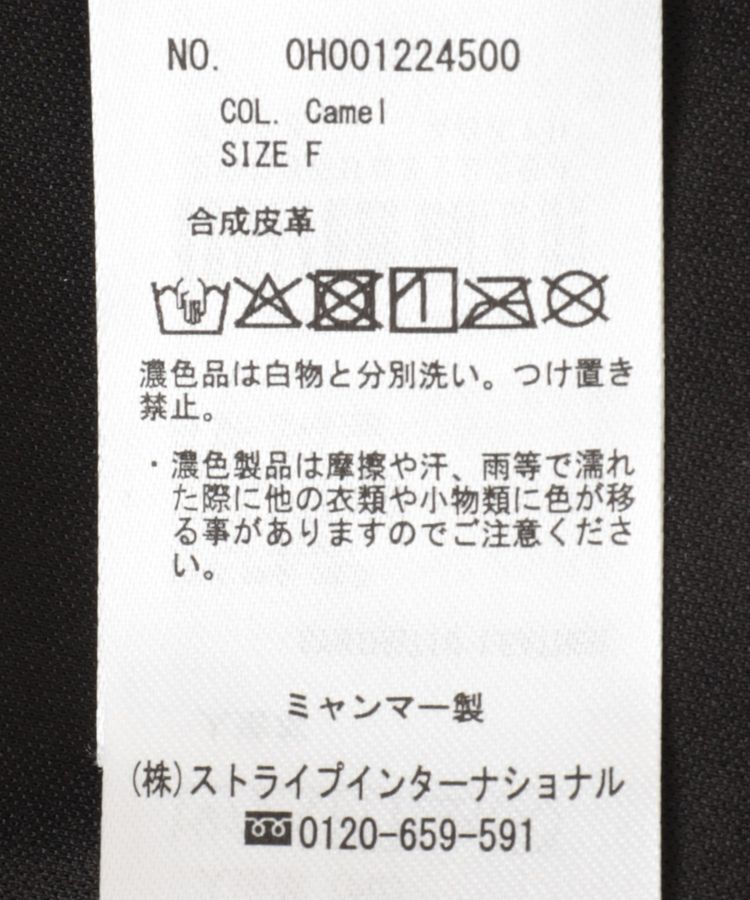 NO. 0H001224500
COL. Camel
SIZE F
合成皮革
濃色品は白物と分別洗い。つけ置き
禁止。
・濃色製品は摩擦や汗、雨等で濡れ
た際に他の衣類や小物類に色が移
る事がありますのでご注意くださ
い。
ミャンマー製
(株)ストライプインターナショナル
0120-659-591